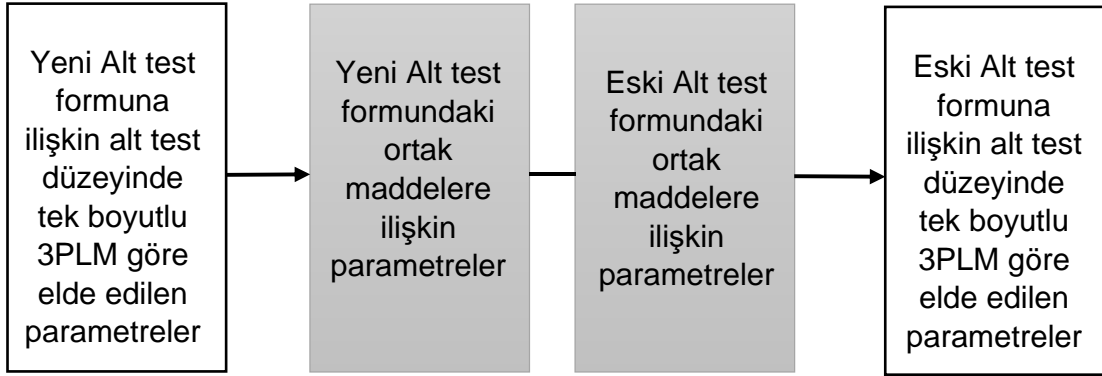 Yeni Alt test
formuna
ilişkin alt test
düzeyinde
tek boyutlu
3PLM göre
elde edilen
parametreler
Yeni Alt test
formundaki
ortak
maddelere
ilişkin
parametreler
Eski Alt test
formundaki
ortak
maddelere
ilişkin
parametreler
Eski Alt test
formuna
ilişkin alt test
düzeyinde
tek boyutlu
3PLM göre
elde edilen
parametreler